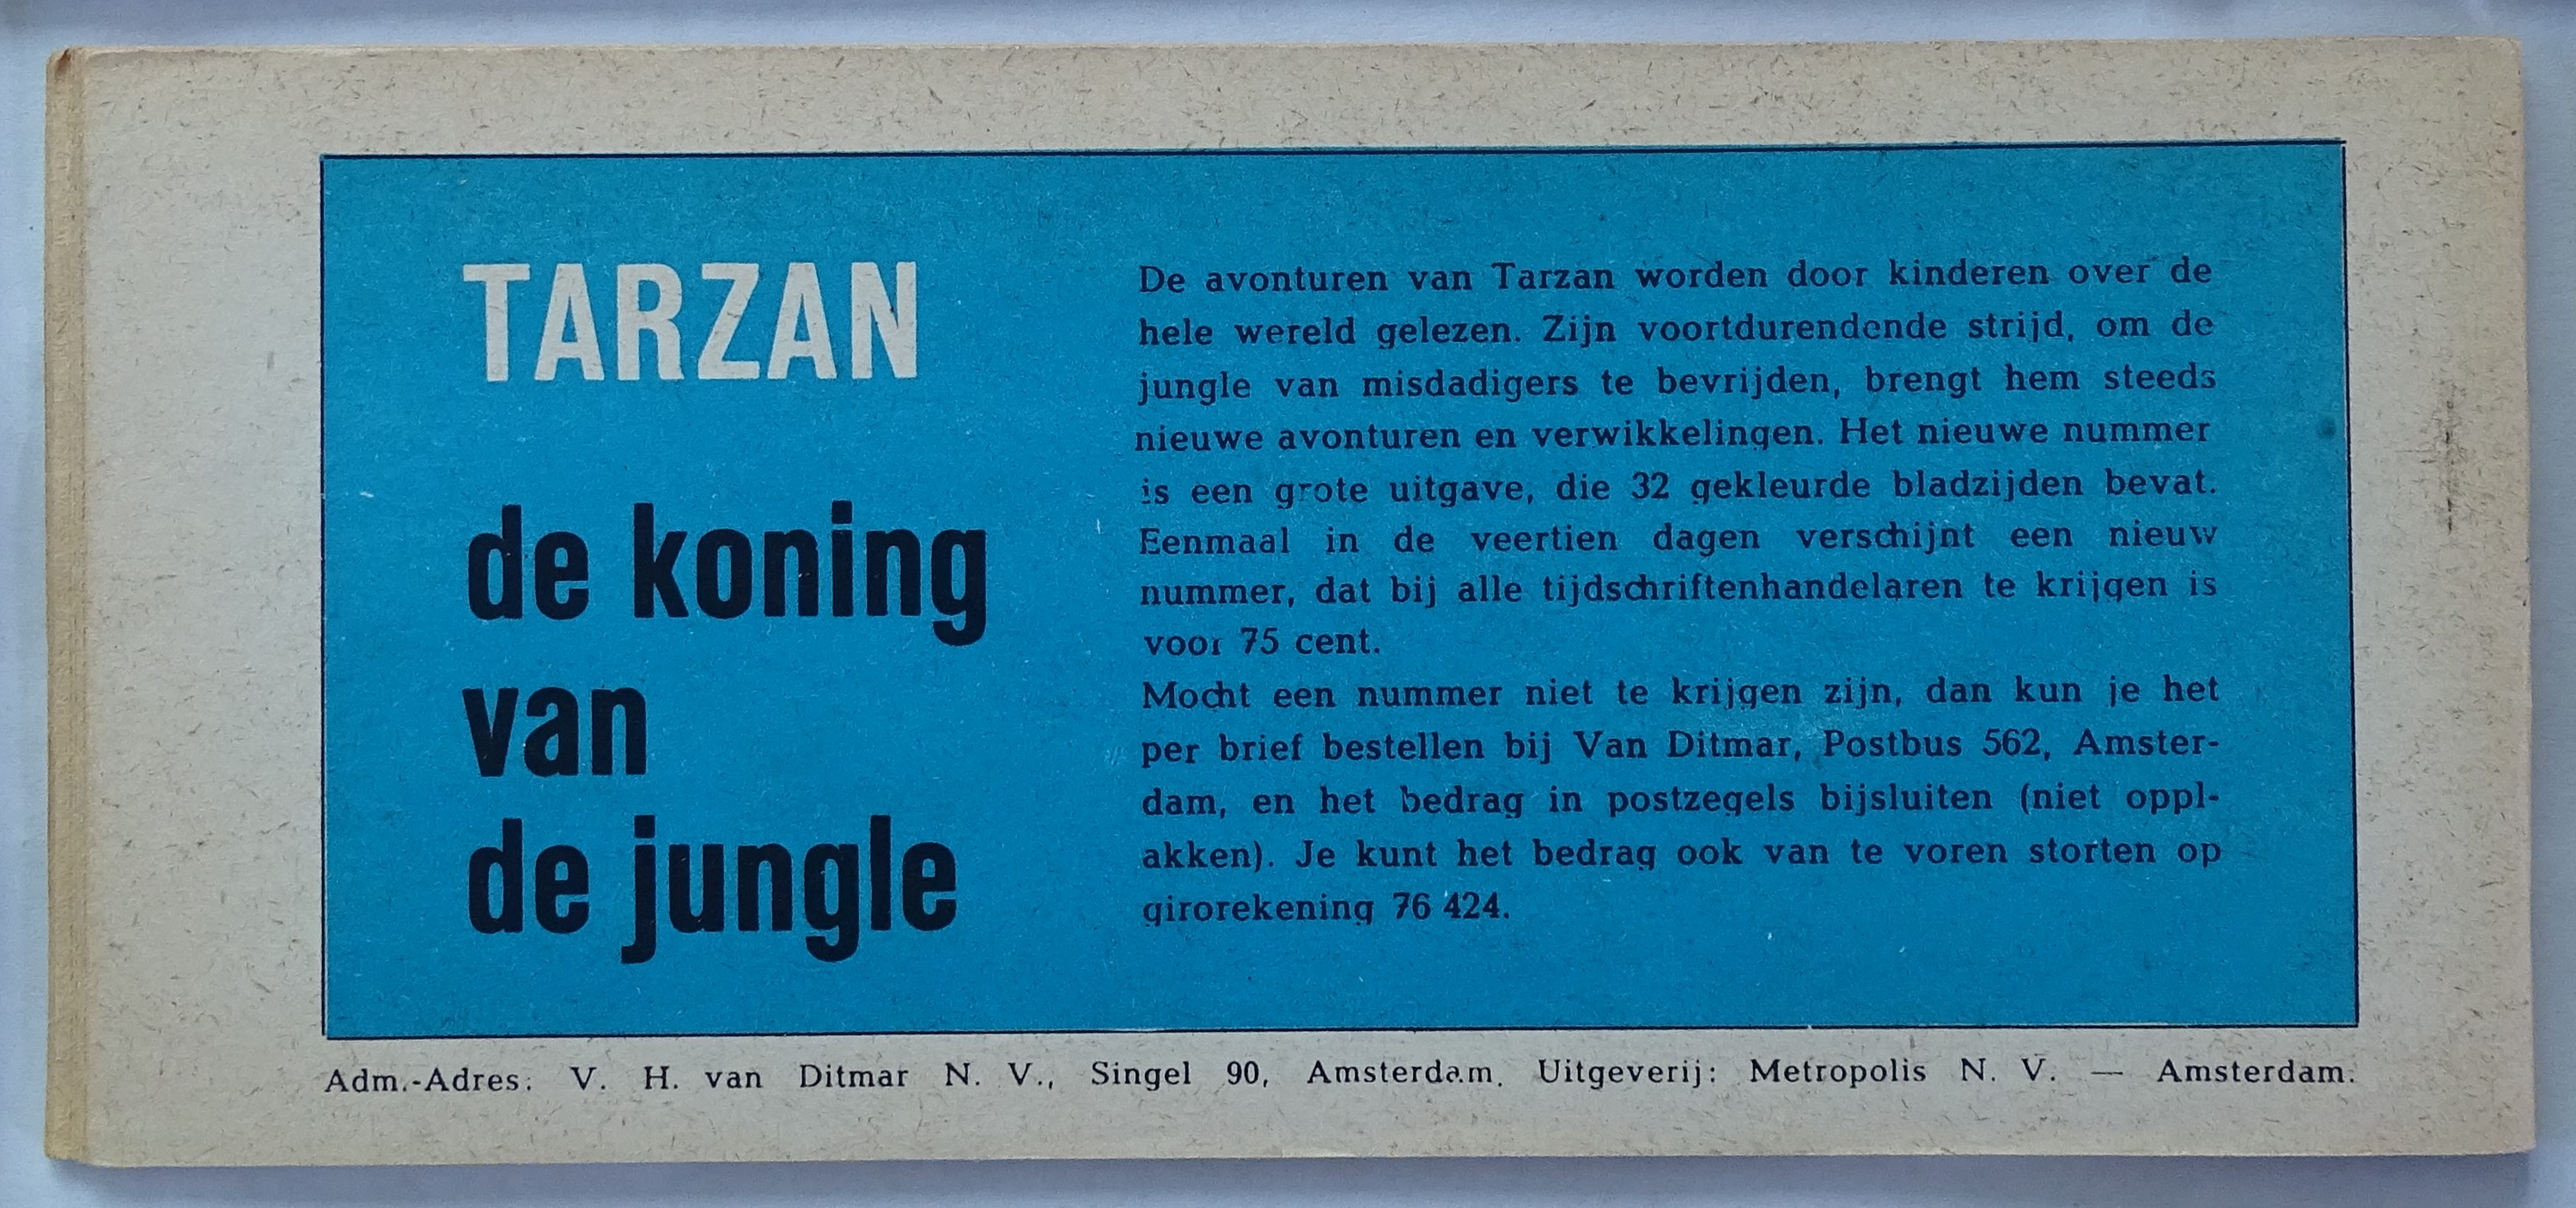 TARZAN
de koning
van
de jungle
De avonturen van Tarzan worden door kinderen over de
hele wereld gelezen. Zijn voortdurendende strijd, om de
jungle van misdadigers te bevrijden, brengt hem steeds
nieuwe avonturen en verwikkelingen. Het nieuwe nummer
is een grote uitgave, die 32 gekleurde bladzijden bevat.
Eenmaal in de veertien dagen verschijnt een nieuw
nummer, dat bij alle tijdschriftenhandelaren te krijgen is
voor 75 cent.
Mocht een nummer niet te krijgen zijn, dan kun je het
per brief bestellen bij Van Ditmar, Postbus 562, Amster-
dam, en het bedrag in postzegels bijsluiten (niet oppl-
akken). Je kunt het bedrag ook van te voren storten op
girorekening 76 424.
Adm.-Adres: V. H. van Ditmar N. V., Singel 90, Amsterdam. Uitgeverij: Metropolis N. V. — Amsterdam.